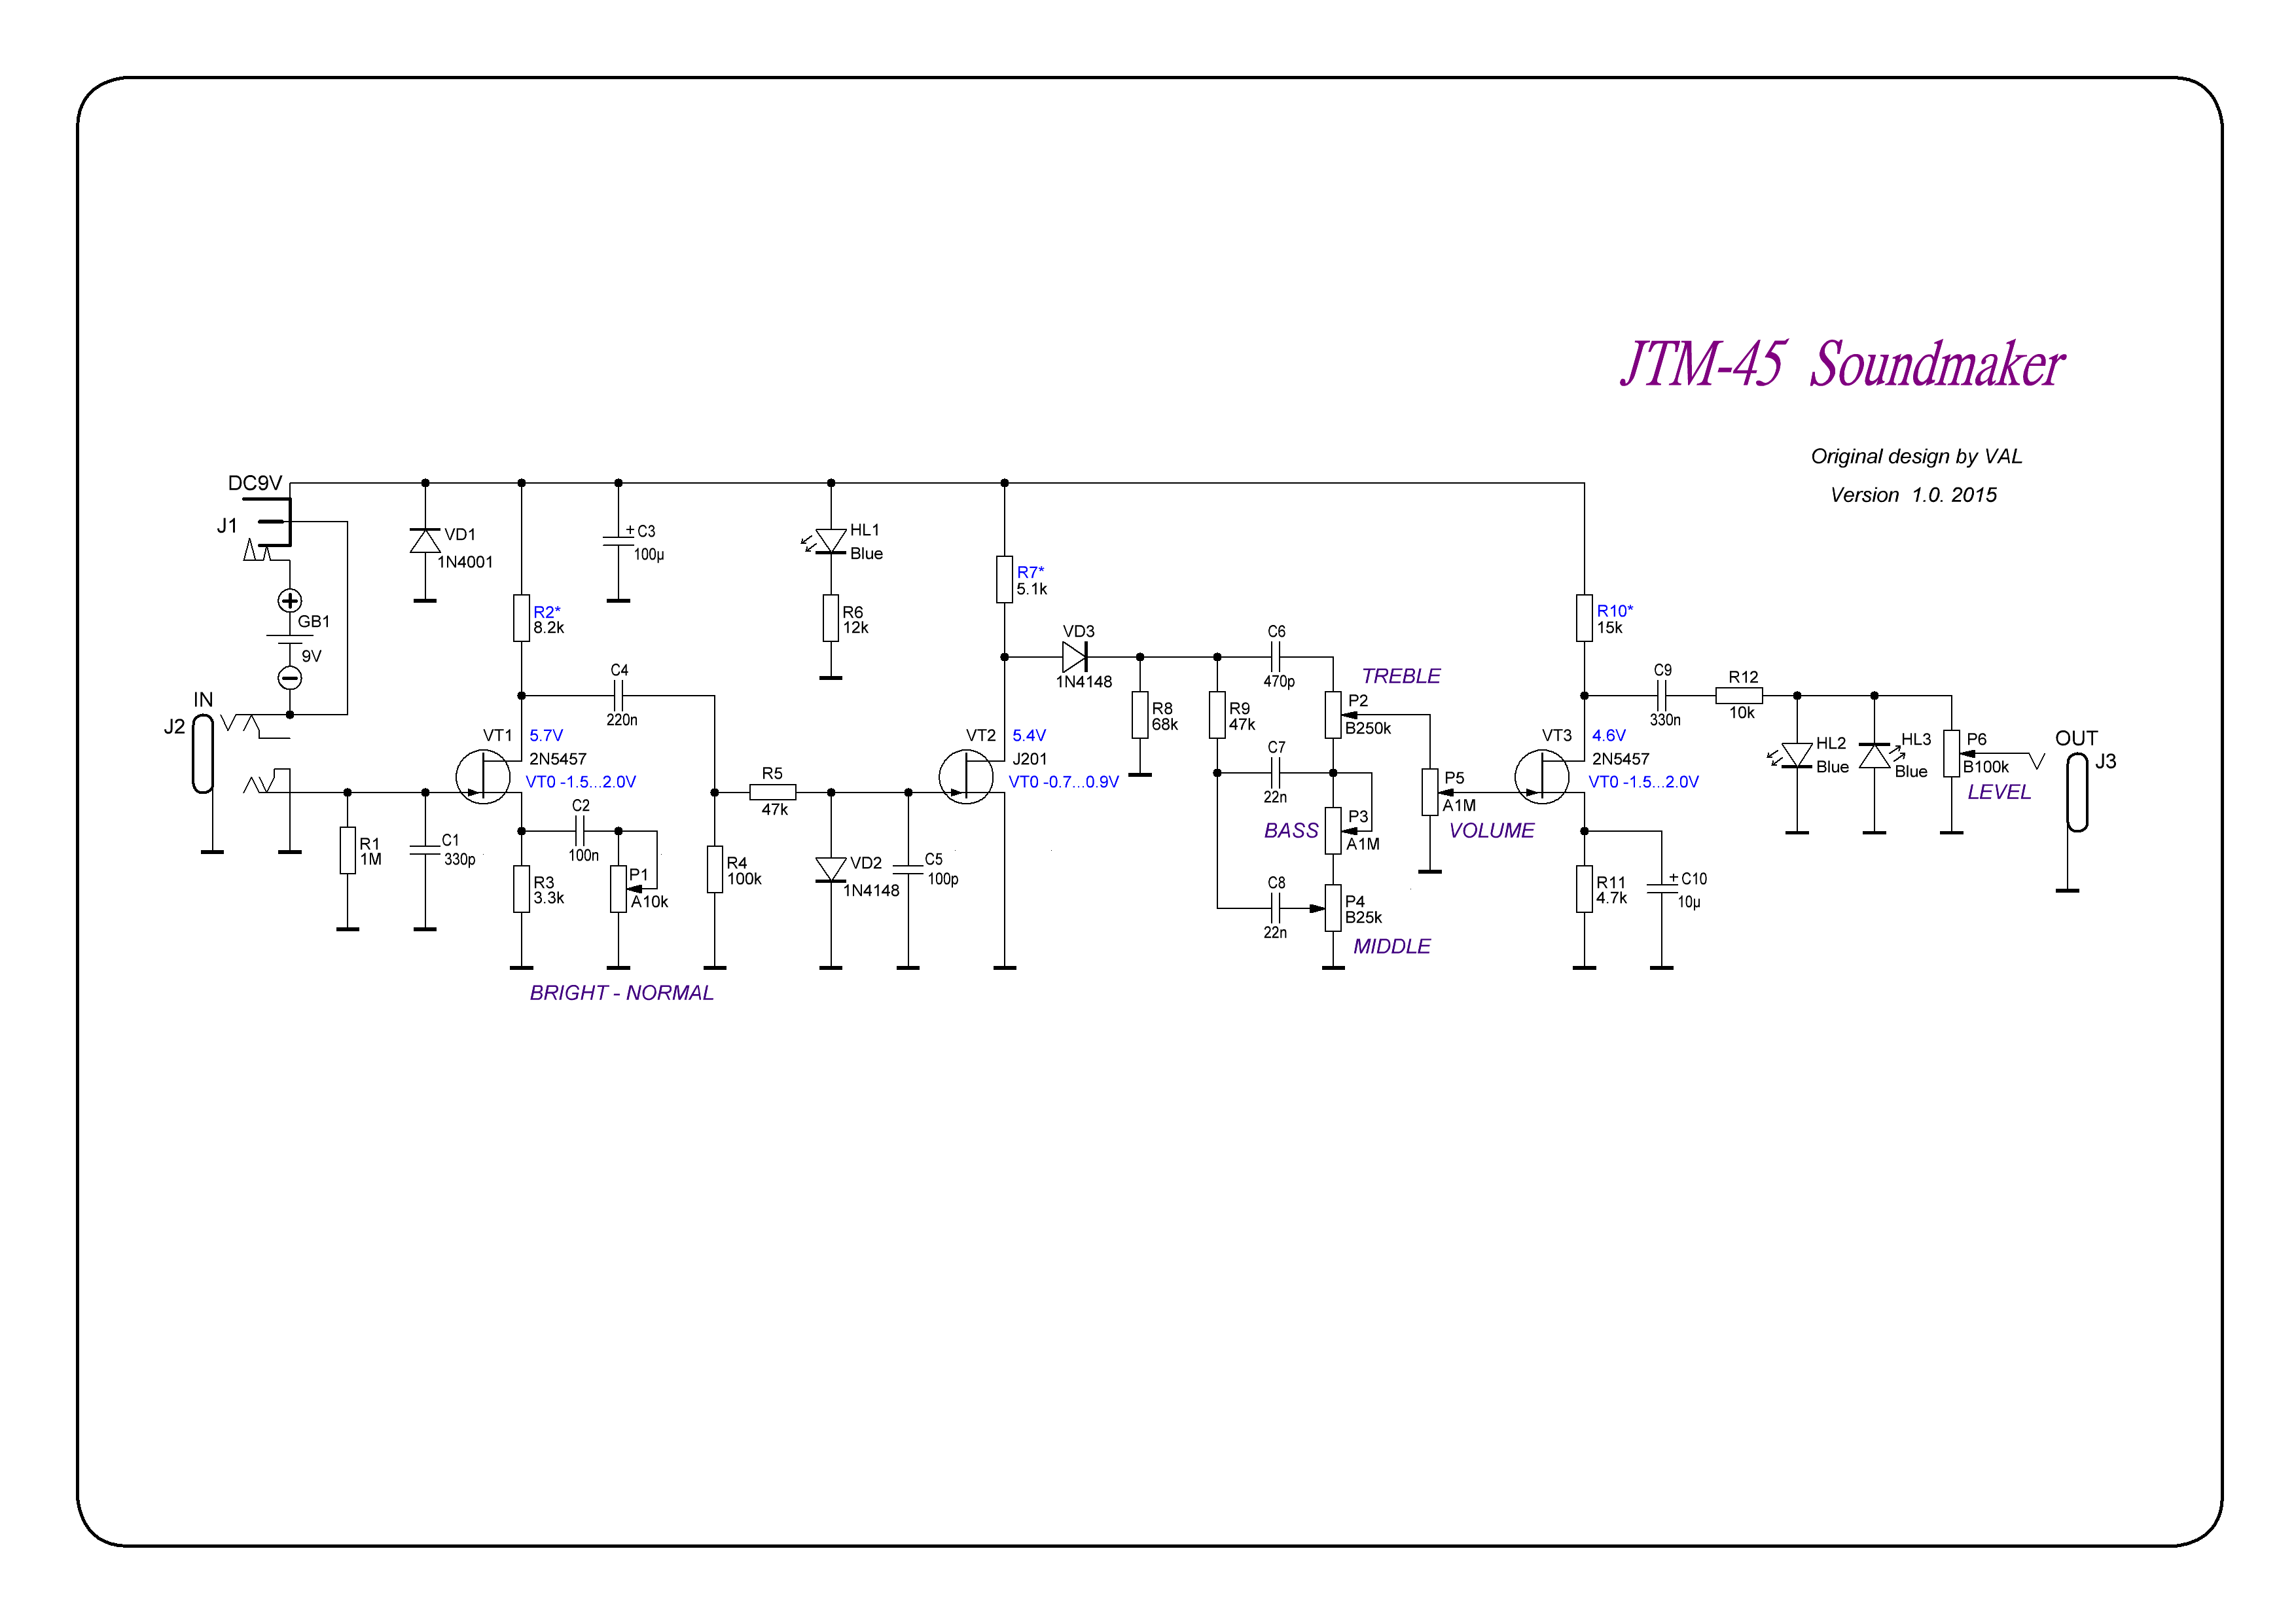 JTM-45 Soundmaker
Original design by VAL
Version 1.0. 2015
DC9V
J1
GB1
9V
IN
J2
R1
1M
C1
330p
VD1
1N4001
R2*
8.2k
C3
+
100µ
C4
220n
VT1
5.7V
2N5457
VT0 -1.5...2.0V
C2
100n
R3
3.3k
P1
A10k
BRIGHT - NORMAL
R4
100k
R5
47k
HL1
Blue
R6
12k
VD2
1N4148
C5
100p
R7*
5.1k
VT2
5.4V
J201
VT0 -0.7...0.9V
VD3
1N4148
R8
68k
R9
47k
C6
470p
TREBLE
P2
B250k
C7
22n
BASS
P3
A1M
C8
22n
P4
B25k
MIDDLE
P5
A1M
VOLUME
R10*
15k
VT3
4.6V
2N5457
VT0 -1.5...2.0V
R11
4.7k
+
C10
10µ
C9
330n
R12
10k
HL2
Blue
HL3
Blue
P6
B100k
LEVEL
OUT
J3